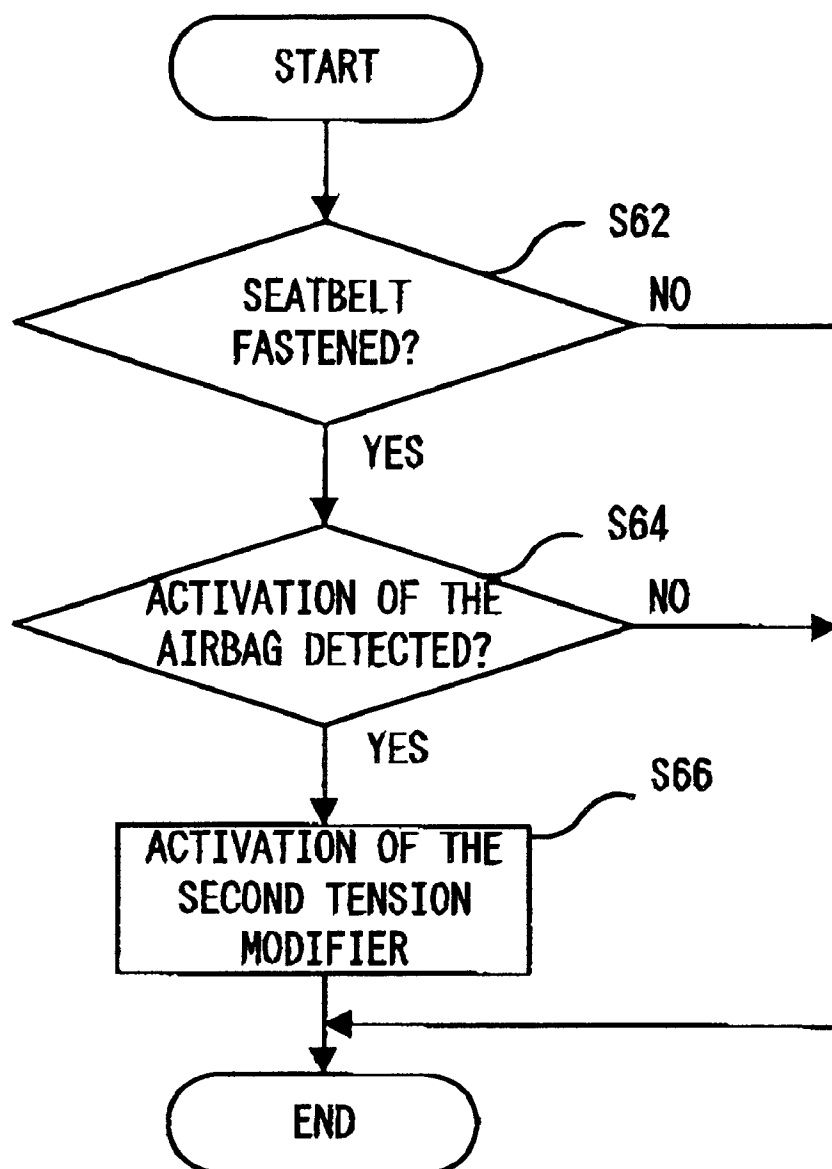 START
S62
SEATBELT
FASTENED?
NO
YES
S64
ACTIVATION OF THE
AIRBAG DETECTED?
NO
YES
S66
ACTIVATION OF THE
SECOND TENSION
MODIFIER
END